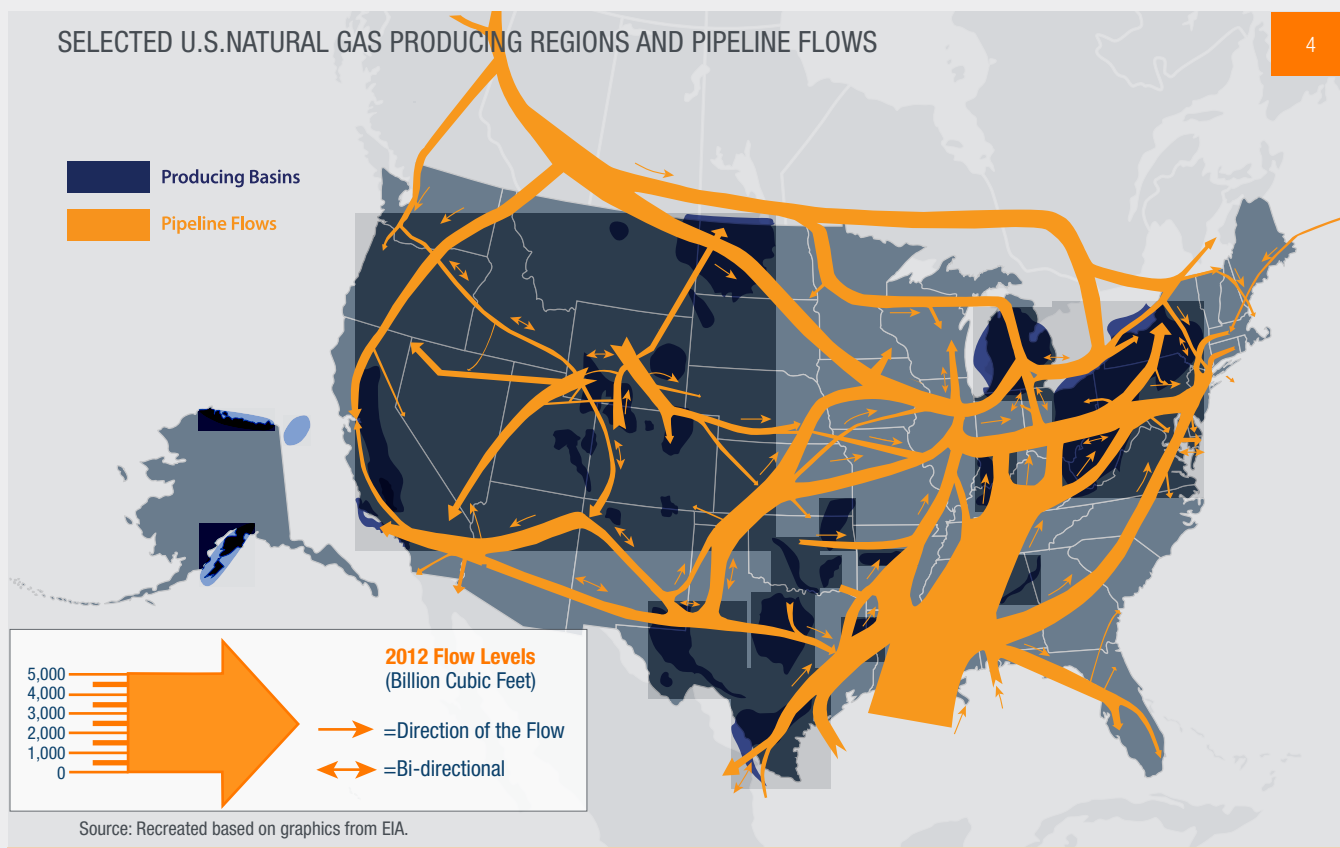 SELECTED U.S.NATURAL GAS PRODUCING REGIONS AND PIPELINE FLOWS
4
Producing Basins
Pipeline Flows
2012 Flow Levels
(Billion Cubic Feet)
5,000
4,000
3,000
2,000
1,000
0
=Direction of the Flow
=Bi-directional
Source: Recreated based on graphics from EIA.